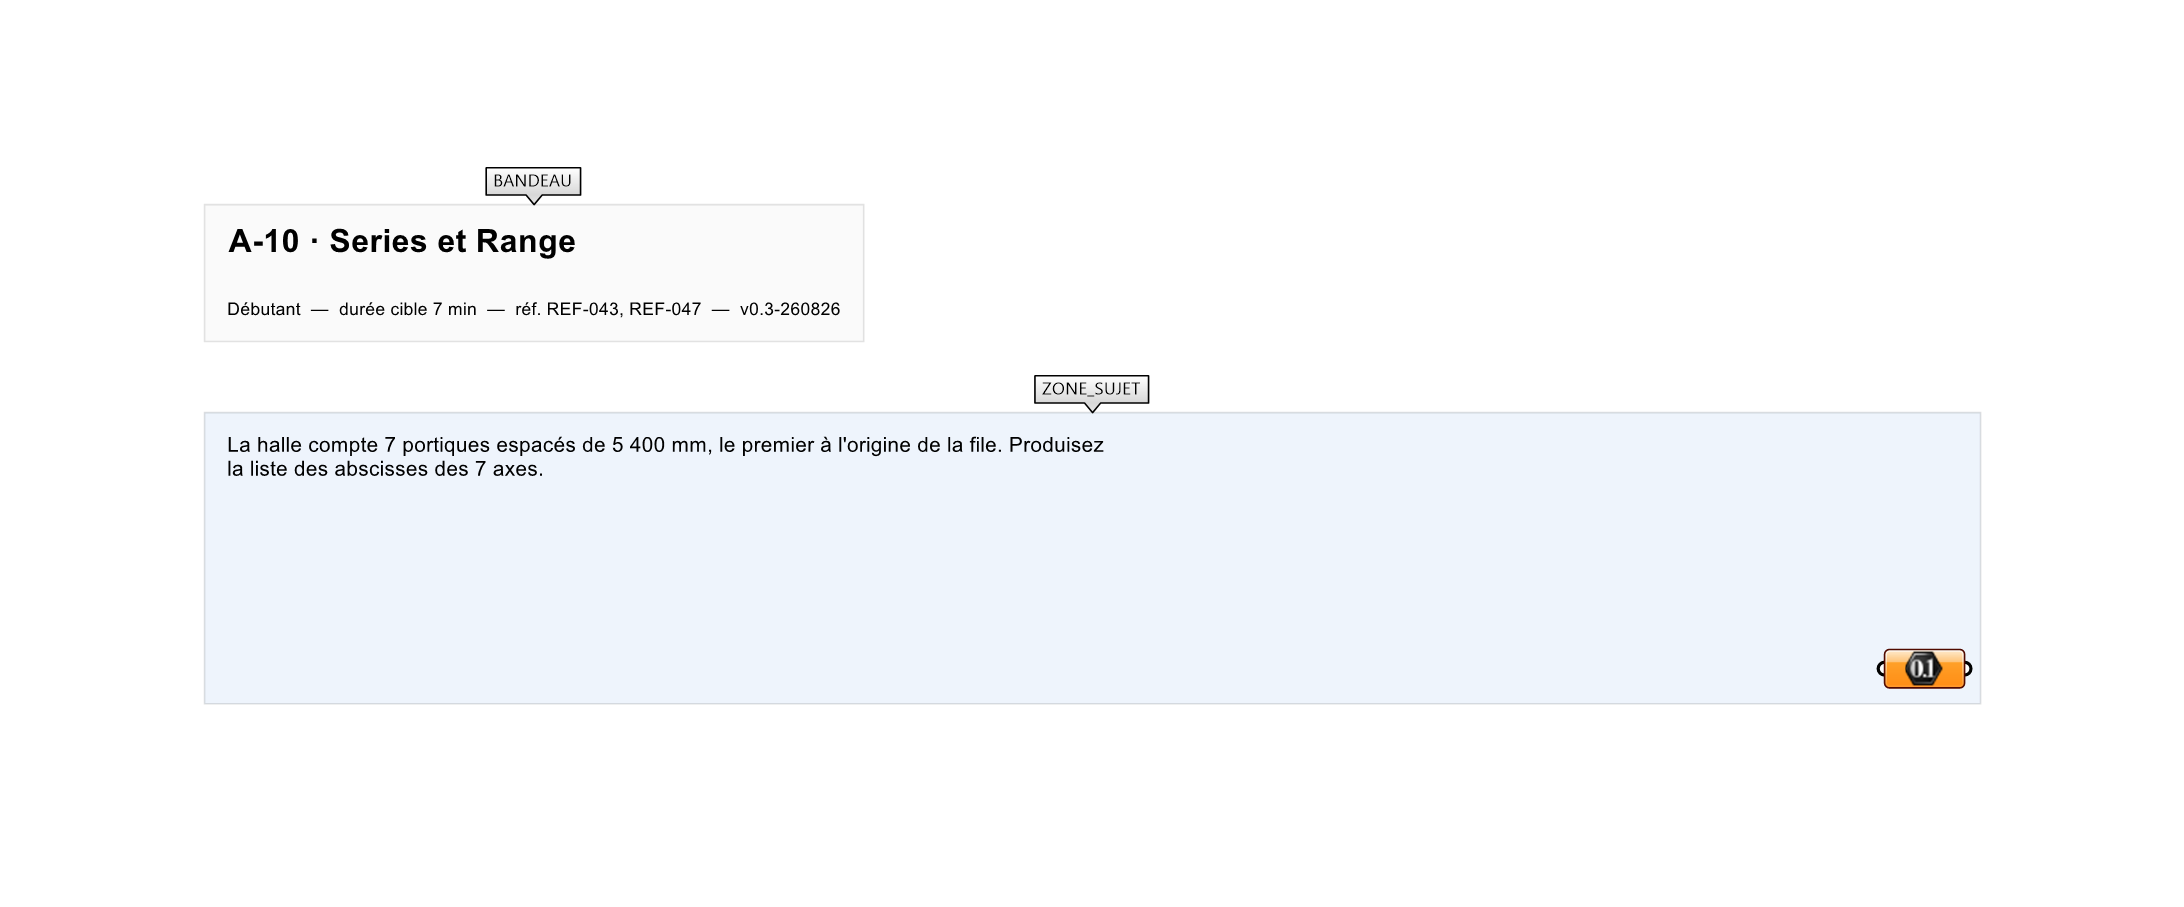 BANDEAU
A-10 · Series et Range
Débutant — durée cible 7 min — réf. REF-043, REF-047 — v0.3-260826
ZONE_SUJET
La halle compte 7 portiques espacés de 5 400 mm, le premier à l'origine de la file. Produisez
la liste des abscisses des 7 axes.
0.1